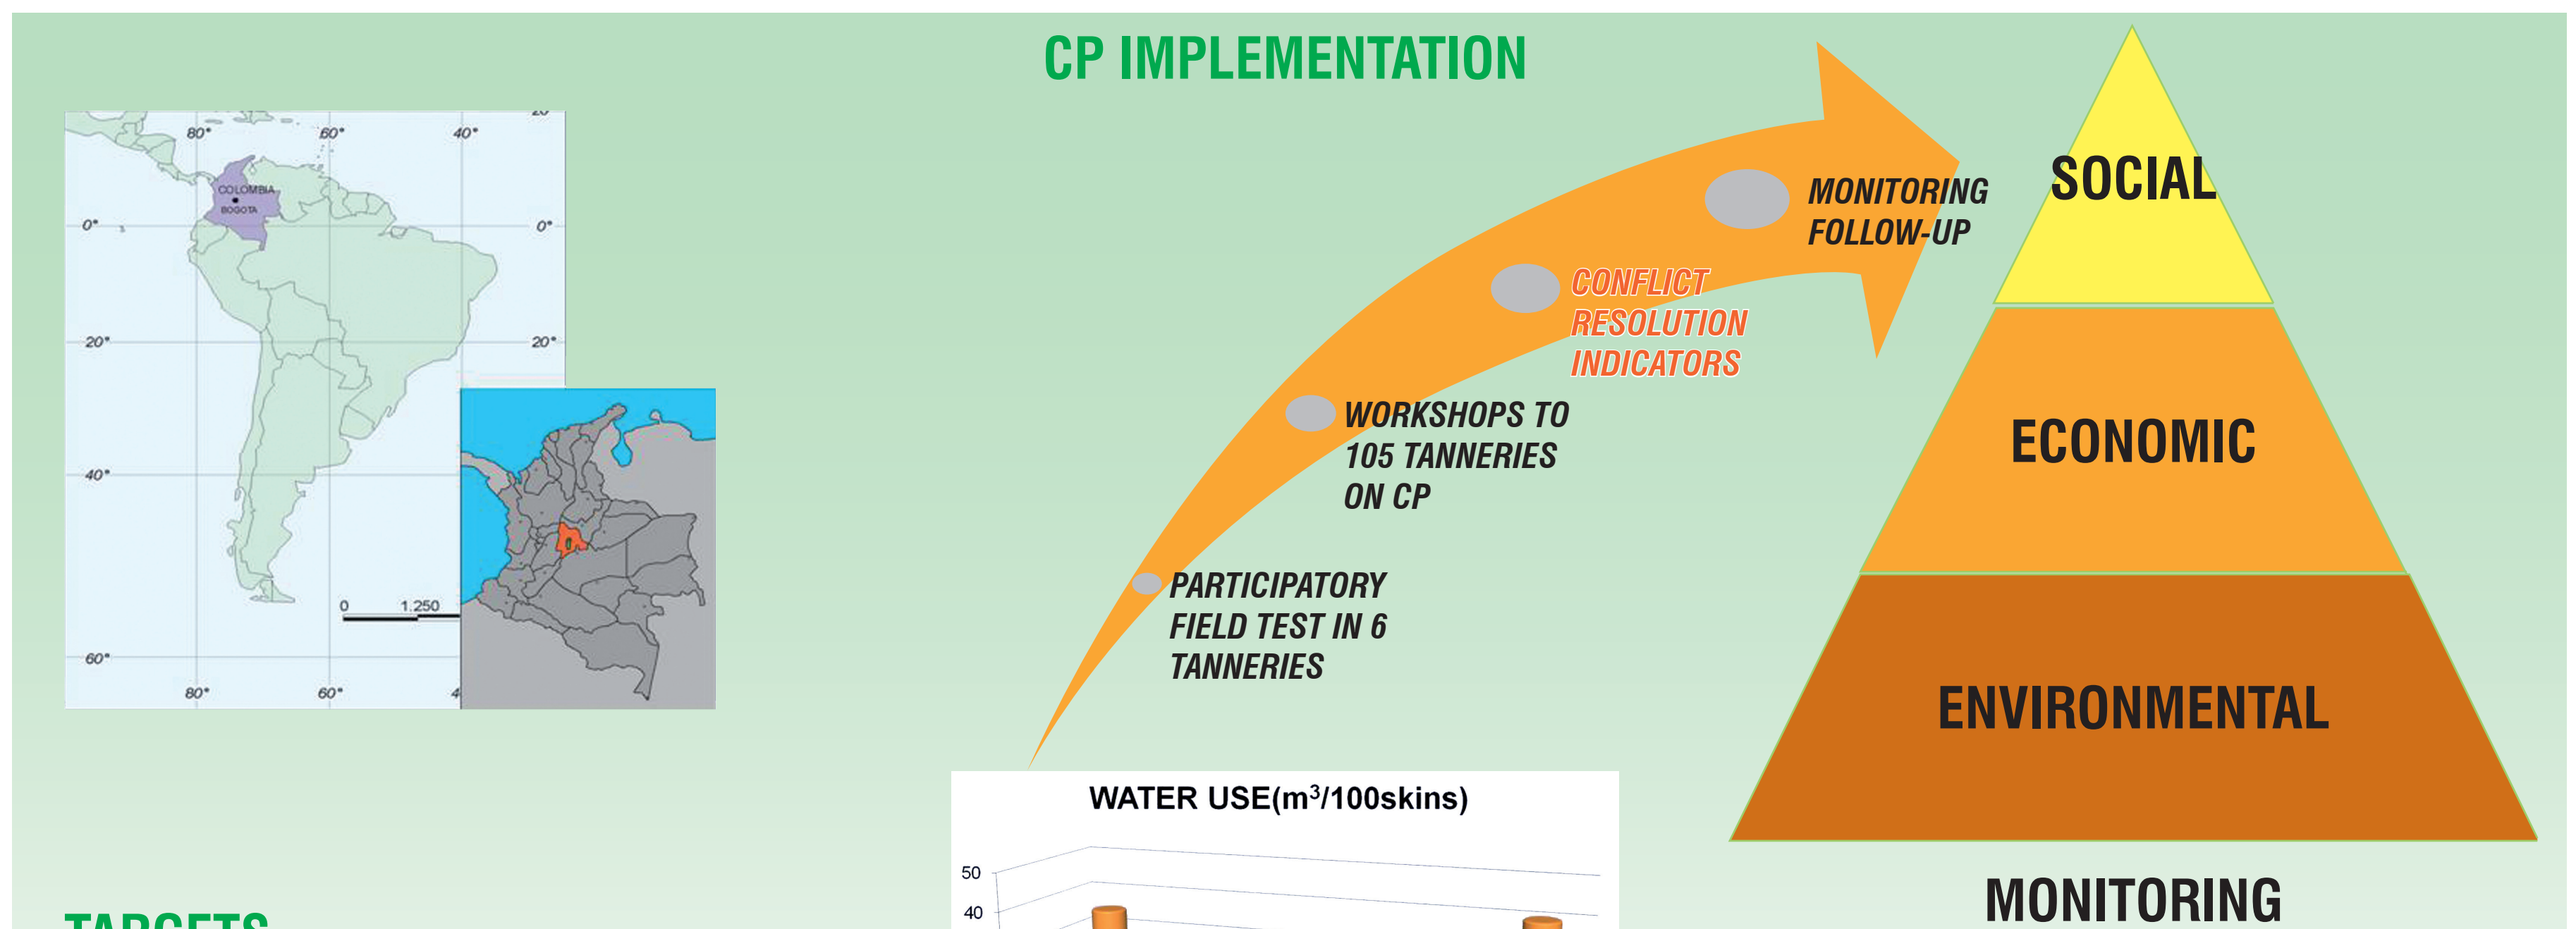 CP IMPLEMENTATION
80°
60°
40°
COLOMBIA
BOGOTA
0°
0°
20°
20°
40°
0
1.250
60°
80°
60°
MONITORING
FOLLOW-UP
CONFLICT
RESOLUTION
INDICATORS
WORKSHOPS TO
105 TANNERIES
ON CP
PARTICIPATORY
FIELD TEST IN 6
TANNERIES
SOCIAL
ECONOMIC
ENVIRONMENTAL
MONITORING
WATER USE(m³/100skins)
50
40
TARGETS